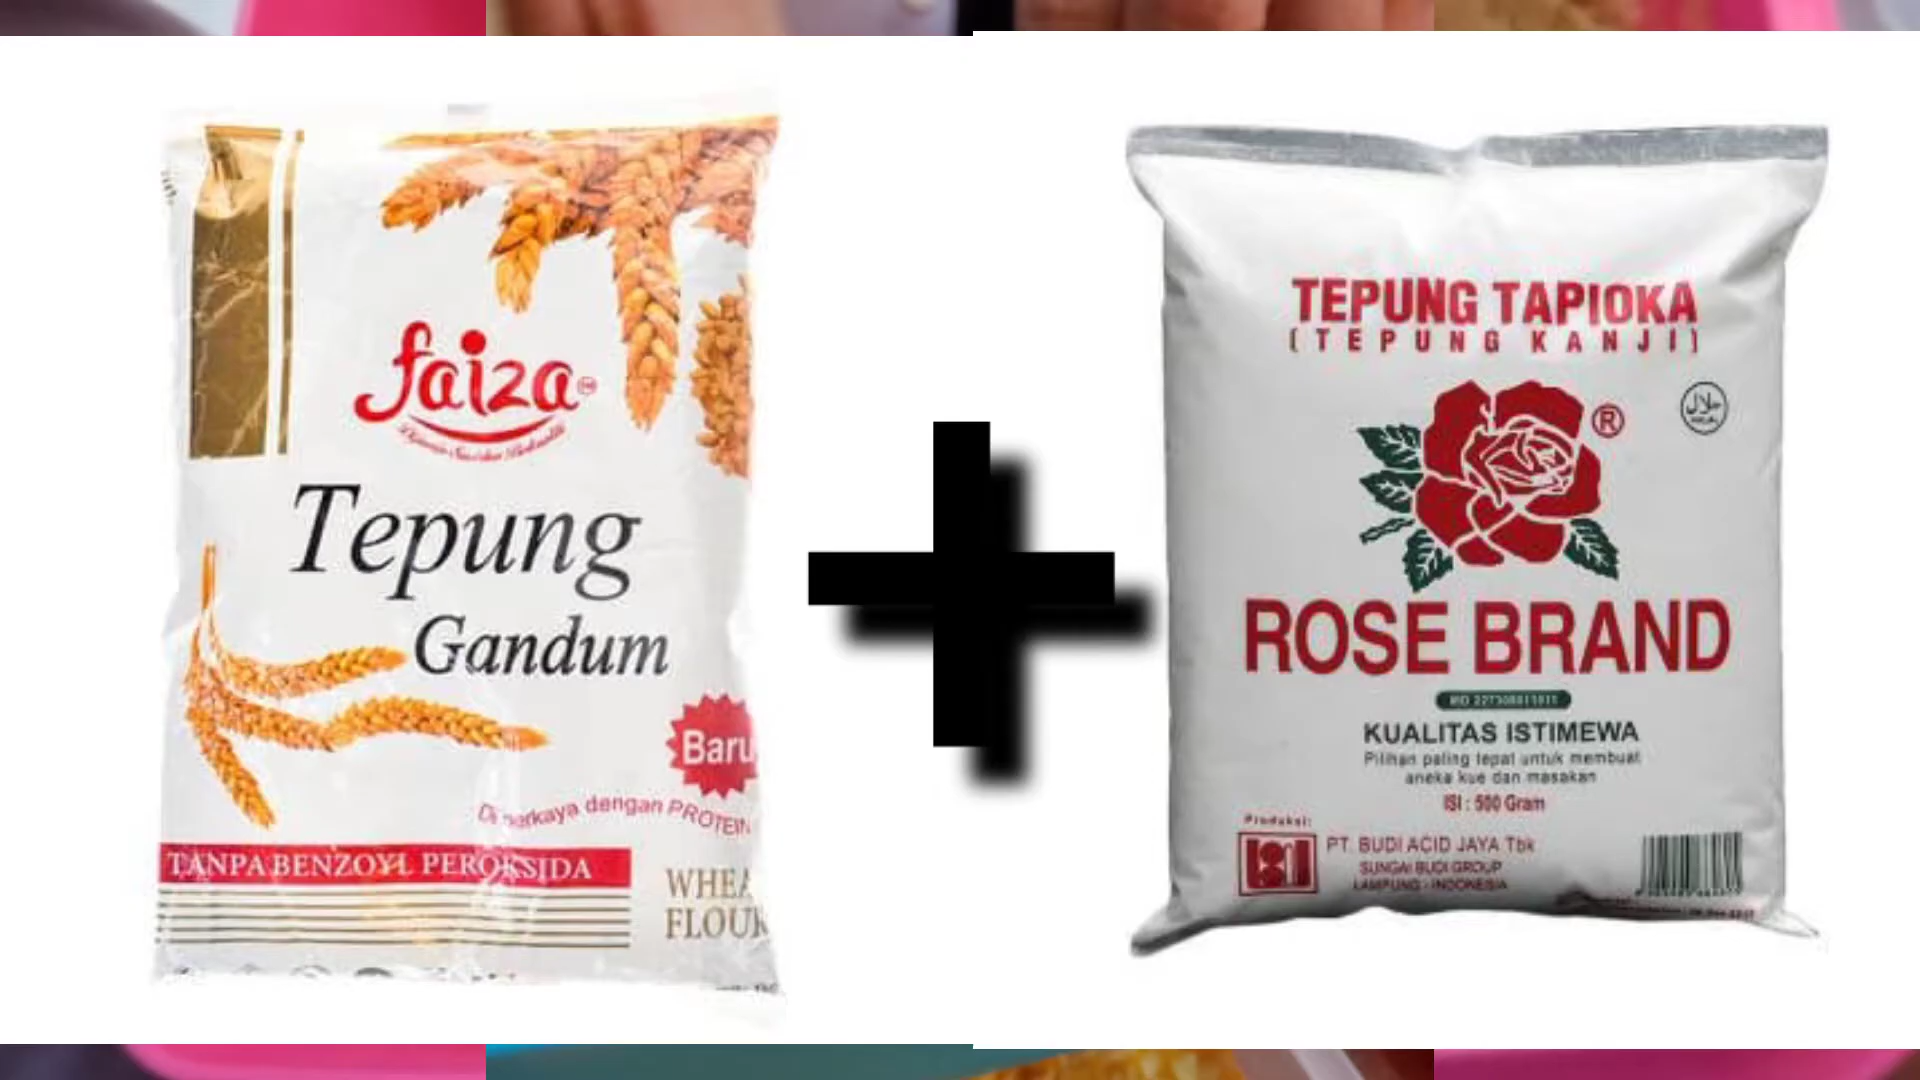 faiza
Tepung
Gandum
Baru
Diperkaya dengan PROTEIN
TANPA BENZOYL PEROKSIDA
WHEA
FLOUR
TEPUNG TAPIOKA
(TEPUNG KANJI)
®
حلال
ROSE BRAND
KUALITAS ISTIMEWA
Pilihan paling tepat untuk membuat
aneka kue dan masakan
ISI : 500 Gram
Produksi:
PT. BUDI ACID JAYA Tbk
SUNGAI BUDI GROUP
LAMPUNG - INDONESIA